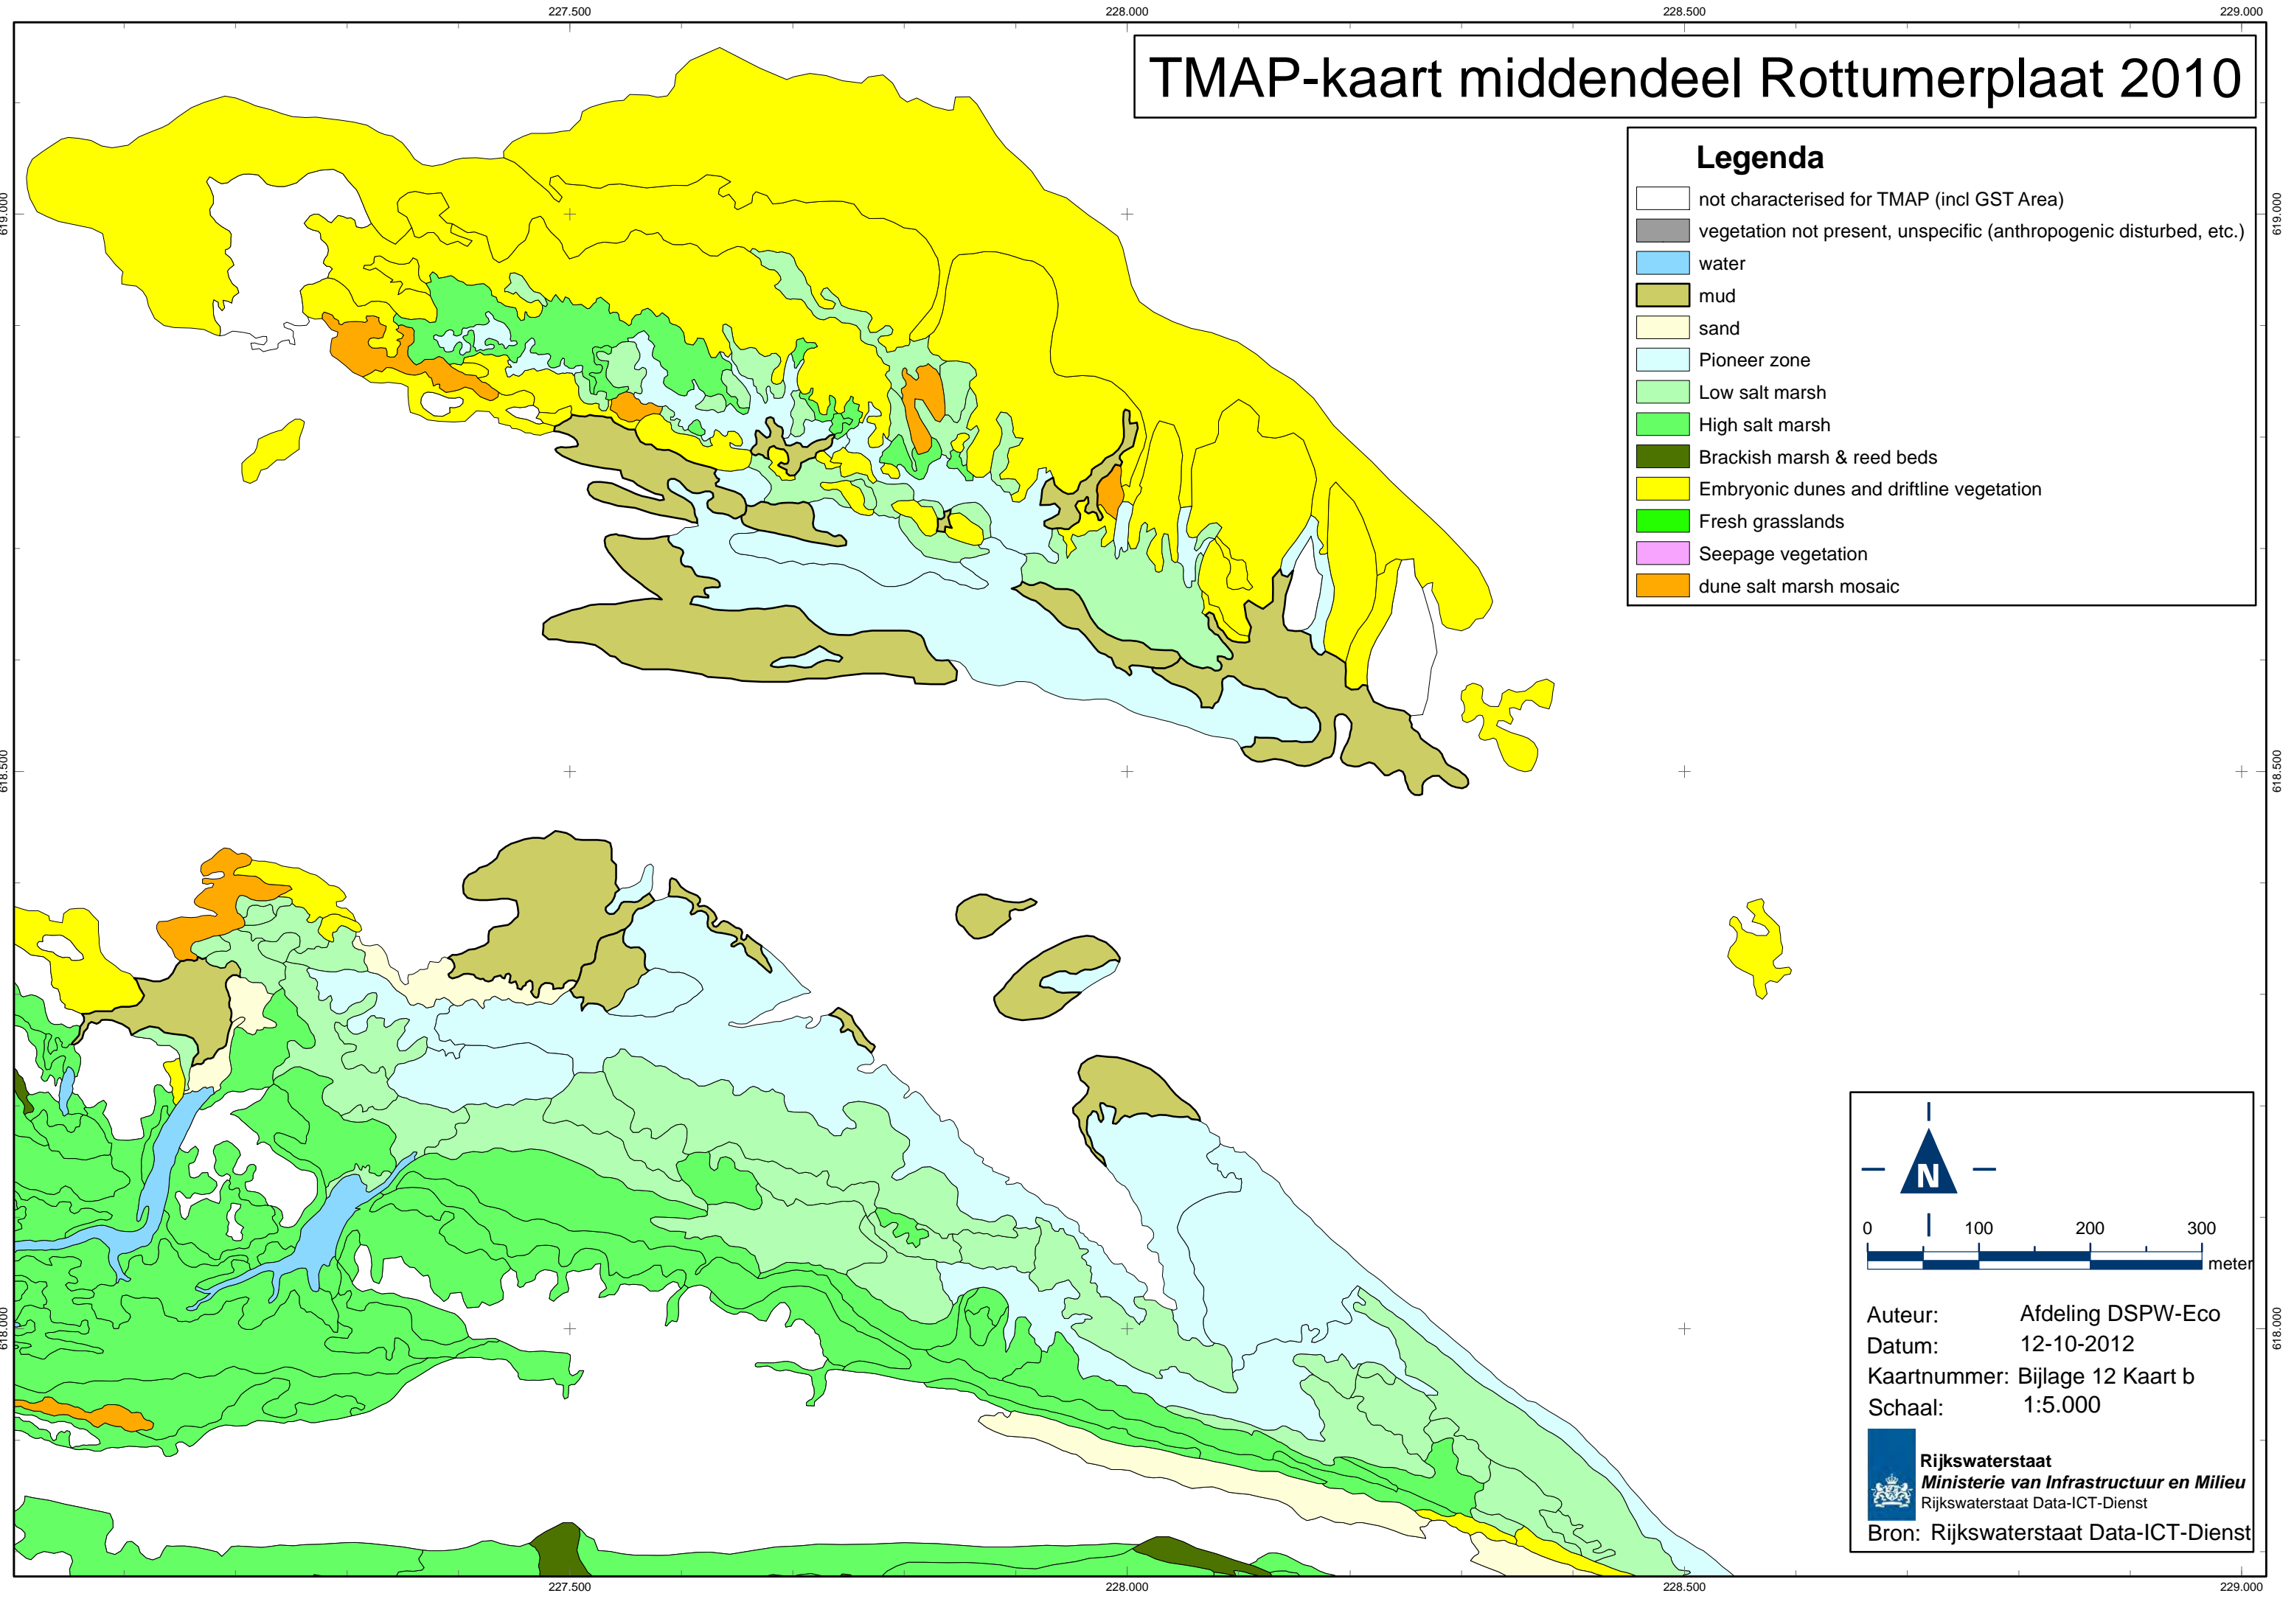 227.500 228.000 228.500 229.000
TMAP-kaart middendeel Rottumerplaat 2010
Legenda
not characterised for TMAP (incl GST Area)
vegetation not present, unspecific (anthropogenic disturbed, etc.)
water
mud
sand
Pioneer zone
Low salt marsh
High salt marsh
Brackish marsh & reed beds
Embryonic dunes and driftline vegetation
Fresh grasslands
Seepage vegetation
dune salt marsh mosaic
619.000 619.000
618.500 618.500
618.000 618.000
N
0 100 200 300
meter
Auteur: Afdeling DSPW-Eco
Datum: 12-10-2012
Kaartnummer: Bijlage 12 Kaart b
Schaal: 1:5.000
Rijkswaterstaat
Ministerie van Infrastructuur en Milieu
Rijkswaterstaat Data-ICT-Dienst
Bron: Rijkswaterstaat Data-ICT-Dienst
227.500 228.000 228.500 229.000